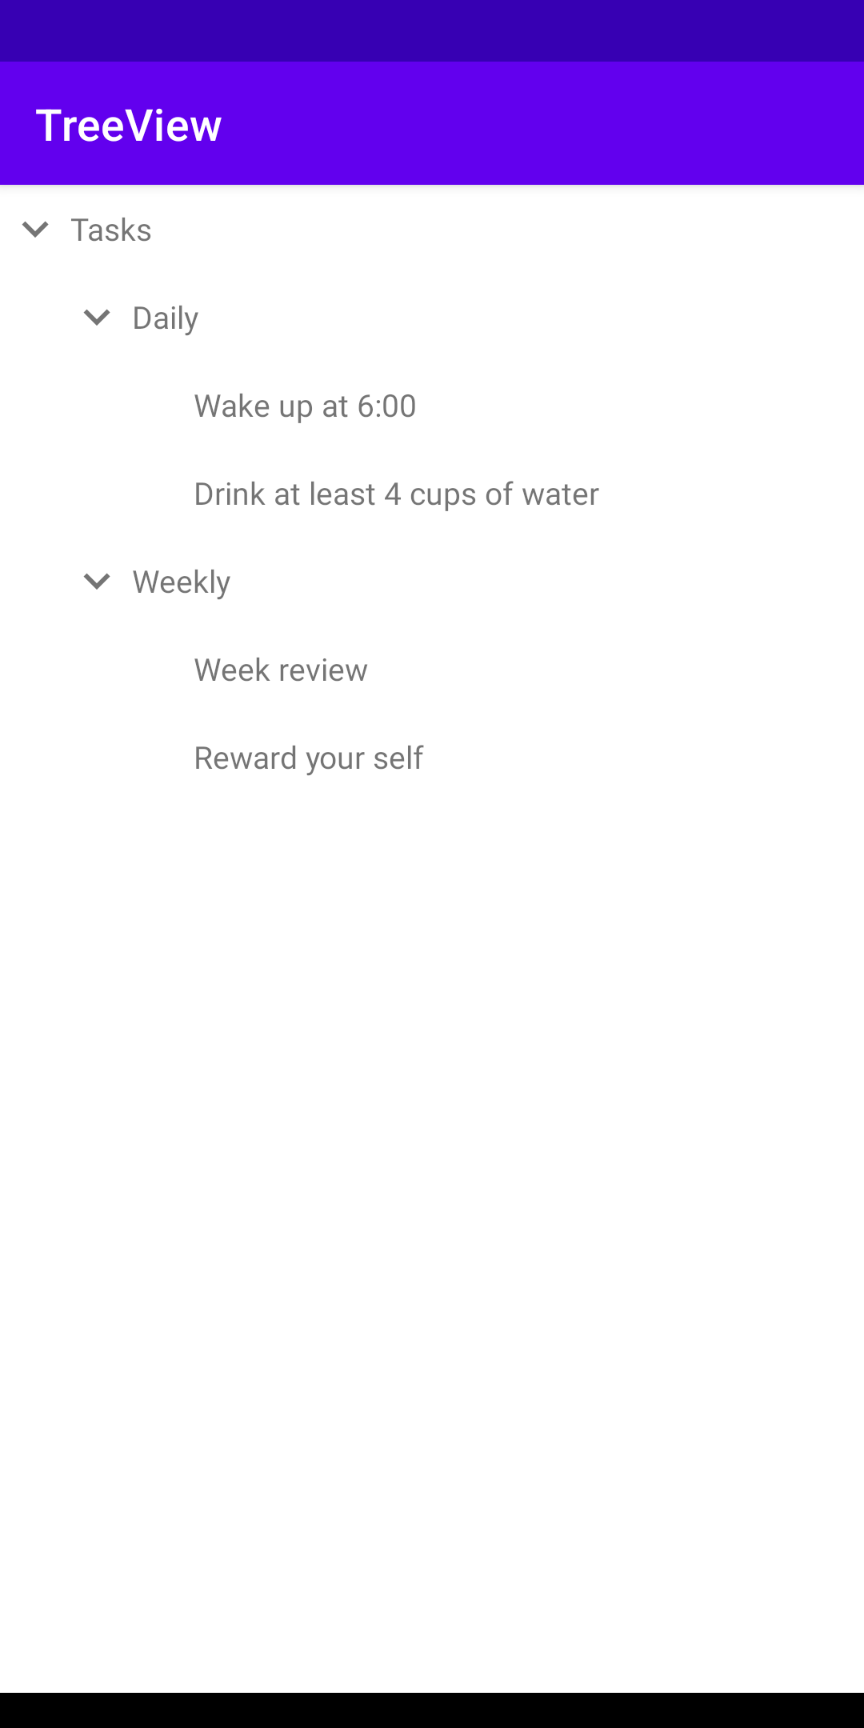 TreeView
Tasks
Daily
Wake up at 6:00
Drink at least 4 cups of water
Weekly
Week review
Reward your self